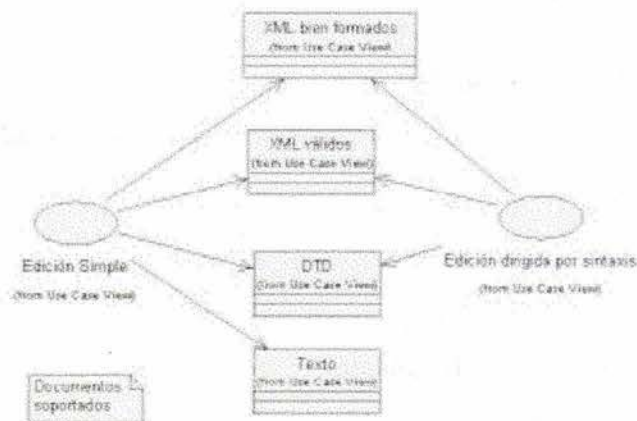 XML bien formados
(from Use Case View)
XML válidos
(from Use Case View)
Edición Simple
(from Use Case View)
DTD
(from Use Case View)
Edición dirigida por sintaxis
(from Use Case View)
Texto
(from Use Case View)
Documentos
soportados